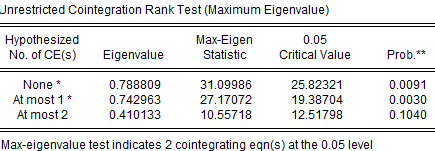 Unrestricted Cointegration Rank Test (Maximum Eigenvalue)
Hypothesized Max-Eigen 0.05
No. of CE(s) Eigenvalue Statistic Critical Value Prob.**
None * 0.788809 31.09986 25.82321 0.0091
At most 1 * 0.742963 27.17072 19.38704 0.0030
At most 2 0.410133 10.55718 12.51798 0.1040
Max-eigenvalue test indicates 2 cointegrating eqn(s) at the 0.05 level